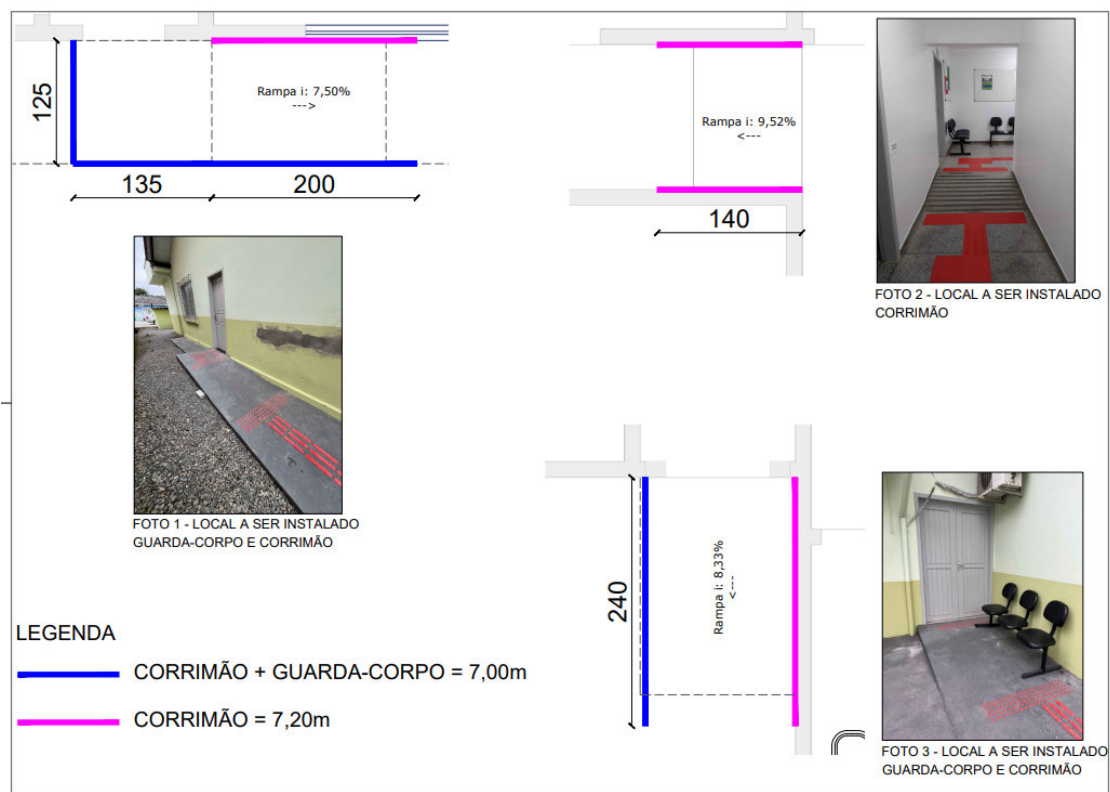 125
Rampa i: 7,50%
--->
135
200
Rampa i: 9,52%
<---
140
FOTO 2 - LOCAL A SER INSTALADO
CORRIMÃO
FOTO 1 - LOCAL A SER INSTALADO
GUARDA-CORPO E CORRIMÃO
240
Rampa i: 8,33%
<---
FOTO 3 - LOCAL A SER INSTALADO
GUARDA-CORPO E CORRIMÃO
LEGENDA
CORRIMÃO + GUARDA-CORPO = 7,00m
CORRIMÃO = 7,20m